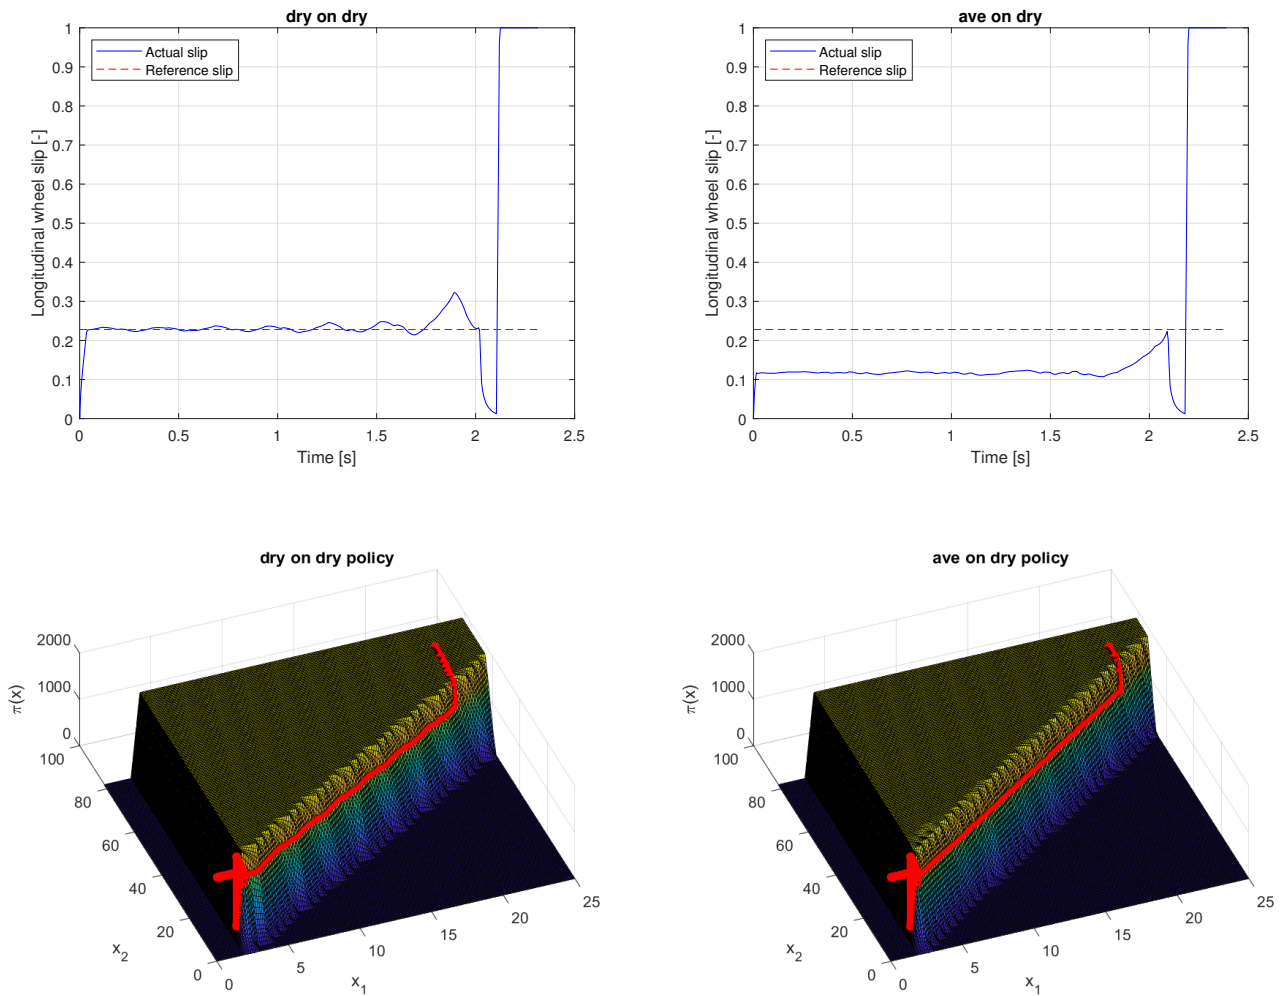 dry on dry
1
0.9
0.8
0.7
0.6
0.5
0.4
0.3
0.2
0.1
0
Longitudinal wheel slip [-]
Actual slip
Reference slip
0 0.5 1 1.5 2 2.5
Time [s]
ave on dry
1
0.9
0.8
0.7
0.6
0.5
0.4
0.3
0.2
0.1
0
Longitudinal wheel slip [-]
Actual slip
Reference slip
0 0.5 1 1.5 2 2.5
Time [s]
dry on dry policy
2000
1000
0
π(x)
100
80
60
40
20
0
x₂
0 5 10 15 20 25
x₁
ave on dry policy
2000
1000
0
π(x)
100
80
60
40
20
0
x₂
0 5 10 15 20 25
x₁